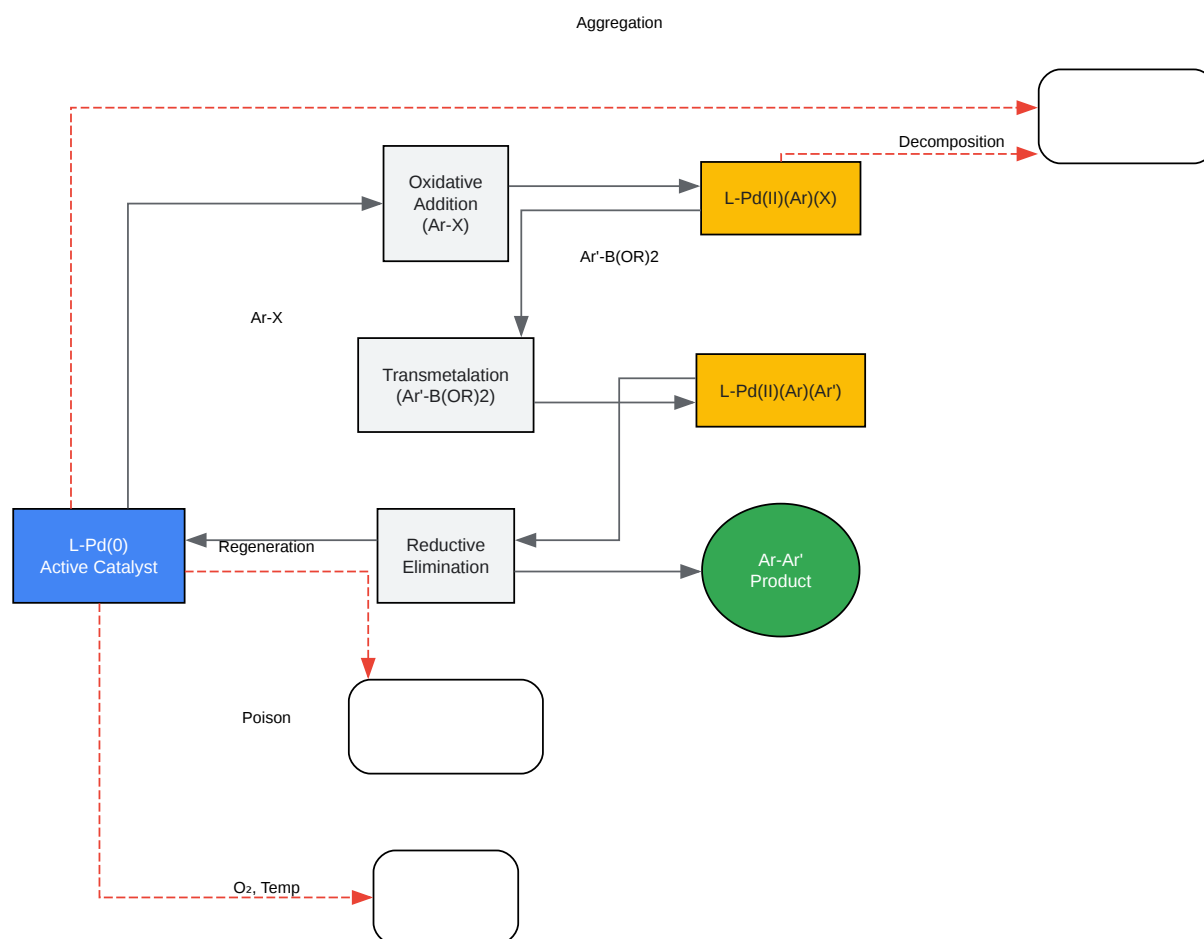 Aggregation
Decomposition
Oxidative
Addition
(Ar-X)
L-Pd(II)(Ar)(X)
Ar'-B(OR)2
Ar-X
Transmetalation
(Ar'-B(OR)2)
L-Pd(II)(Ar)(Ar')
L-Pd(0)
Active Catalyst
Regeneration
Reductive
Elimination
Ar-Ar'
Product
Poison
O₂, Temp